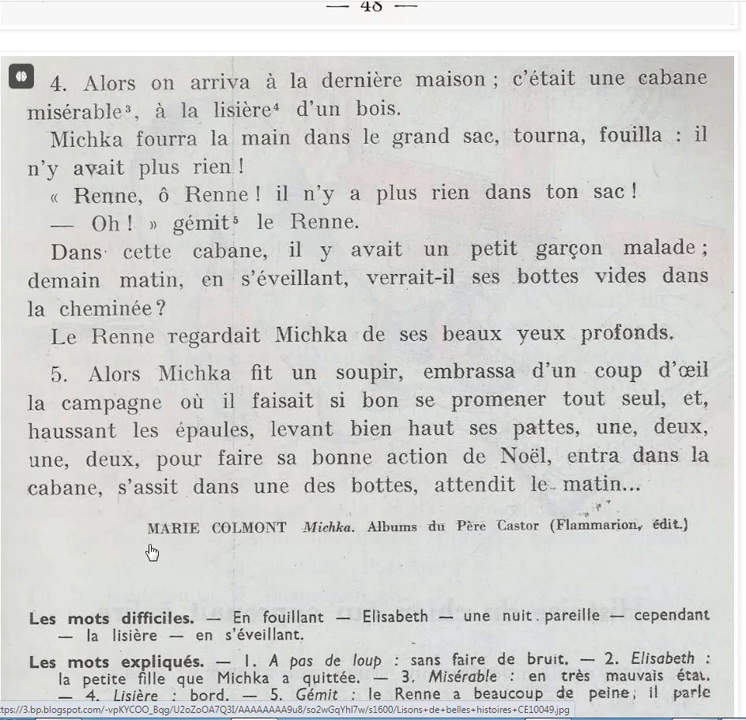 — 48 —
4. Alors on arriva à la dernière maison ; c'était une cabane
misérable³, à la lisière⁴ d'un bois.
Michka fourra la main dans le grand sac, tourna, fouilla : il
n'y avait plus rien !
« Renne, ô Renne ! il n'y a plus rien dans ton sac !
— Oh ! » gémit⁵ le Renne.
Dans cette cabane, il y avait un petit garçon malade ;
demain matin, en s'éveillant, verrait-il ses bottes vides dans
la cheminée ?
Le Renne regardait Michka de ses beaux yeux profonds.
5. Alors Michka fit un soupir, embrassa d'un coup d'œil
la campagne où il faisait si bon se promener tout seul, et,
haussant les épaules, levant bien haut ses pattes, une, deux,
une, deux, pour faire sa bonne action de Noël, entra dans la
cabane, s'assit dans une des bottes, attendit le matin...
MARIE COLMONT Michka. Albums du Père Castor (Flammarion, édit.)
Les mots difficiles. — En fouillant — Elisabeth — une nuit pareille — cependant
— la lisière — en s'éveillant.
Les mots expliqués. — 1. A pas de loup : sans faire de bruit. — 2. Elisabeth :
la petite fille que Michka a quittée. — 3. Misérable : en très mauvais état.
— 4. Lisière : bord. — 5. Gémit : le Renne a beaucoup de peine ; il parle